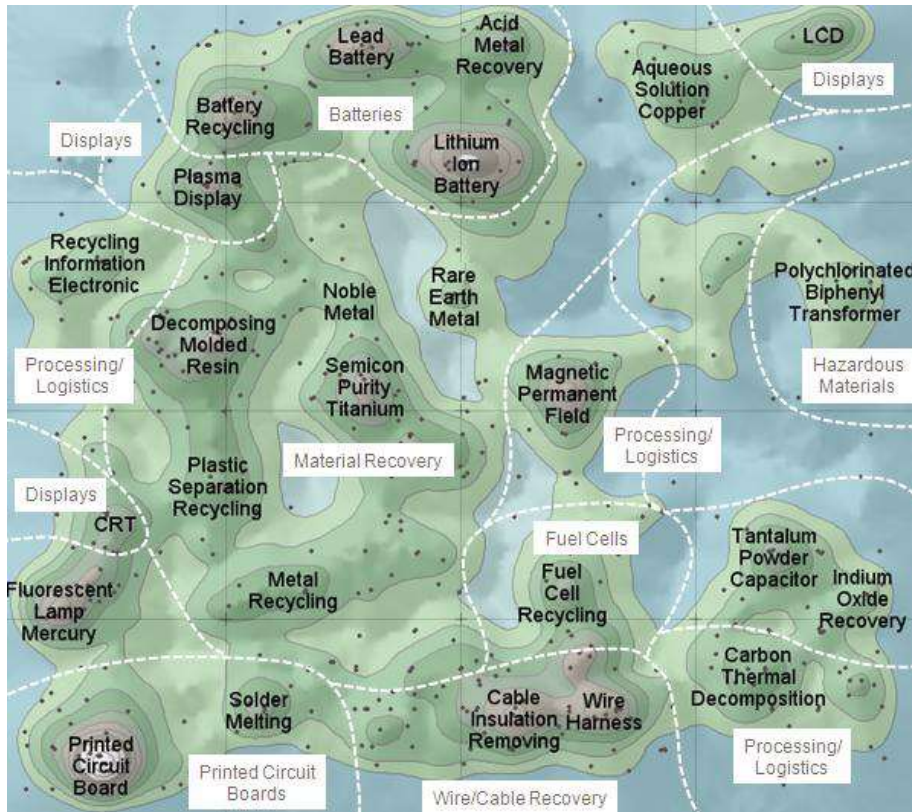 Lead
Battery
Acid
Metal
Recovery
LCD
Aqueous
Solution
Copper
Displays
Battery
Recycling
Batteries
Displays
Lithium
Ion
Battery
Plasma
Display
Recycling
Information
Electronic
Rare
Earth
Metal
Polychlorinated
Biphenyl
Transformer
Noble
Metal
Decomposing
Molded
Resin
Processing/
Logistics
Semicon
Purity
Titanium
Magnetic
Permanent
Field
Hazardous
Materials
Processing/
Logistics
Material Recovery
Plastic
Separation
Recycling
Displays
CRT
Fuel Cells
Tantalum
Powder
Capacitor
Fluorescent
Lamp
Mercury
Metal
Recycling
Fuel
Cell
Recycling
Indium
Oxide
Recovery
Carbon
Thermal
Decomposition
Solder
Melting
Cable
Insulation
Removing
Wire
Harness
Printed
Circuit
Board
Printed Circuit
Boards
Wire/Cable Recovery
Processing/
Logistics